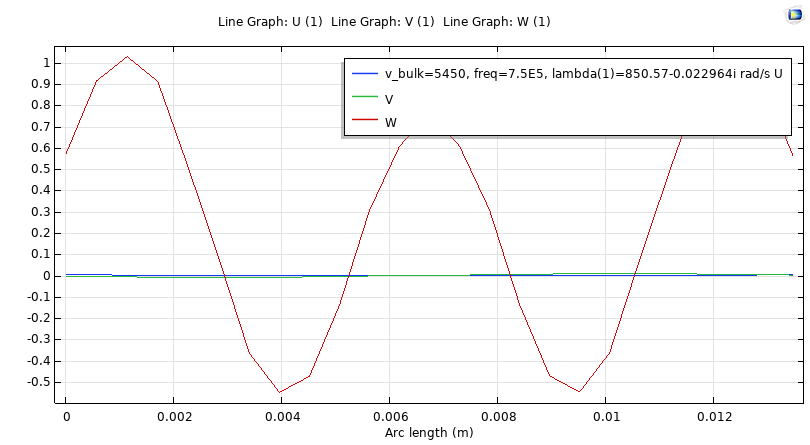 Line Graph: U (1) Line Graph: V (1) Line Graph: W (1)
v_bulk=5450, freq=7.5E5, lambda(1)=850.57-0.022964i rad/s U
V
W
1
0.9
0.8
0.7
0.6
0.5
0.4
0.3
0.2
0.1
0
-0.1
-0.2
-0.3
-0.4
-0.5
0 0.002 0.004 0.006 0.008 0.01 0.012
Arc length (m)